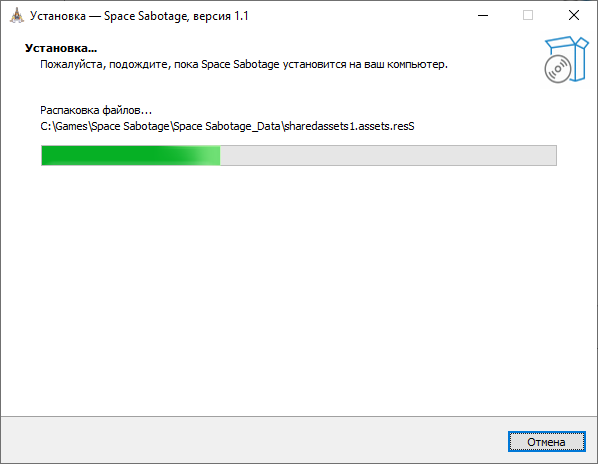 Установка — Space Sabotage, версия 1.1
Установка...
Пожалуйста, подождите, пока Space Sabotage установится на ваш компьютер.
Распаковка файлов...
C:\Games\Space Sabotage\Space Sabotage_Data\sharedassets1.assets.resS
Отмена